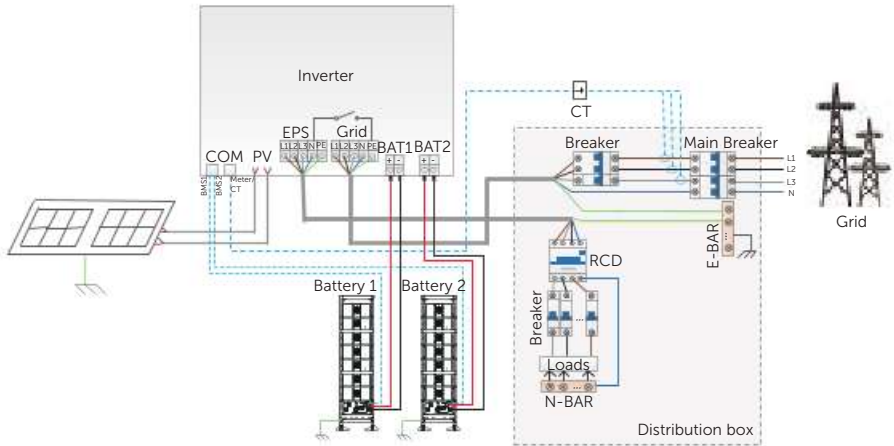 Inverter
EPS
Grid
L1 L2 L3 N PE
L1 L2 L3 N PE
BAT1
BAT2
+ -
+ -
COM
PV
BMS1
BMS2
Meter/
CT
CT
Breaker
Main Breaker
L1
L2
L3
N
Grid
E-BAR
RCD
Battery 1
Battery 2
Breaker
...
Loads
...
N-BAR
Distribution box